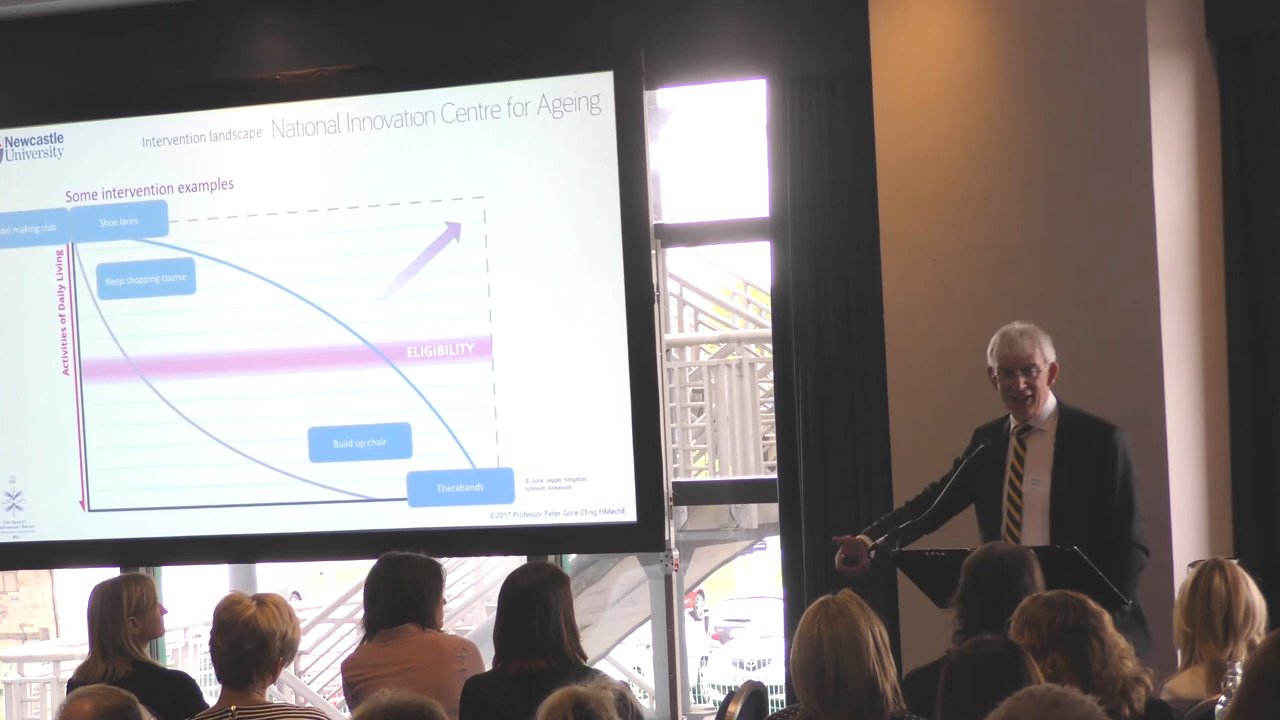 Newcastle
University
Intervention landscape
National Innovation Centre for Ageing
Some intervention examples
del making club
Shoe laces
Keep shopping course
Activities of Daily Living
ELIGIBILITY
Build up chair
Therabands
©2017 Professor Peter Gore CEng FIMechE